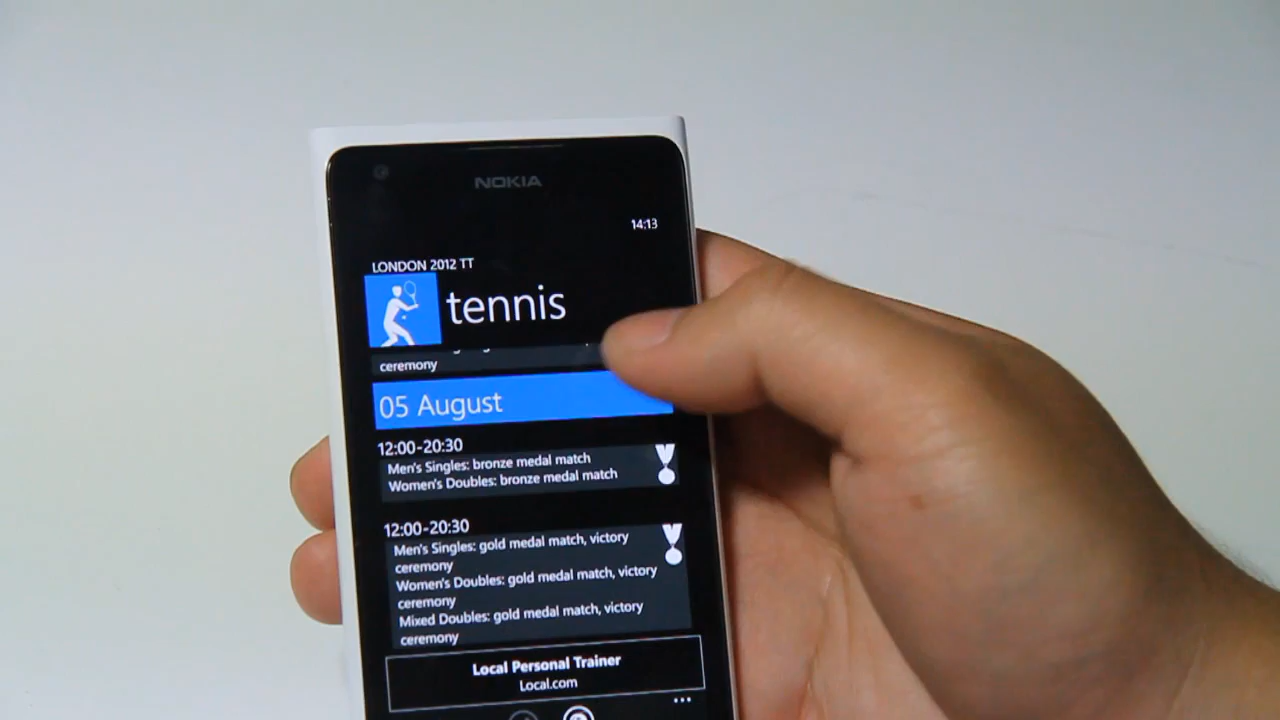 NOKIA
14:13
LONDON 2012 TT
tennis
ceremony
05 August
12:00-20:30
Men's Singles: bronze medal match
Women's Doubles: bronze medal match
12:00-20:30
Men's Singles: gold medal match, victory
ceremony
Women's Doubles: gold medal match, victory
ceremony
Mixed Doubles: gold medal match, victory
ceremony
Local Personal Trainer
Local.com
...